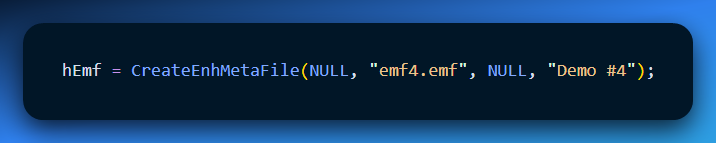 hEmf = CreateEnhMetaFile(NULL, "emf4.emf", NULL, "Demo #4");